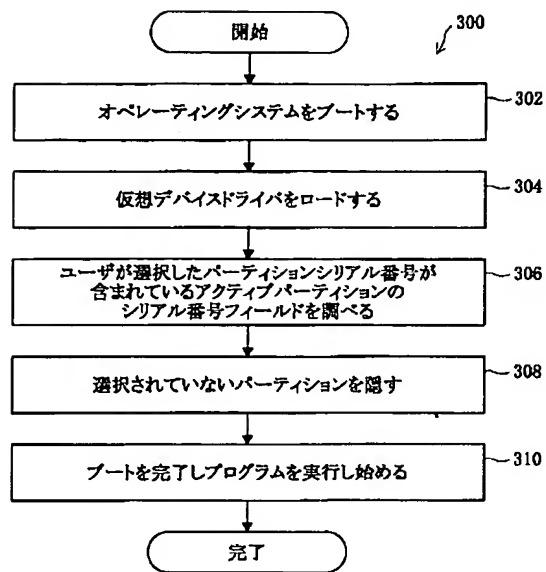 開始
300
オペレーティングシステムをブートする
302
仮想デバイスドライバをロードする
304
ユーザが選択したパーティションシリアル番号が
含まれているアクティブパーティションの
シリアル番号フィールドを調べる
306
選択されていないパーティションを隠す
308
ブートを完了しプログラムを実行し始める
310
完了